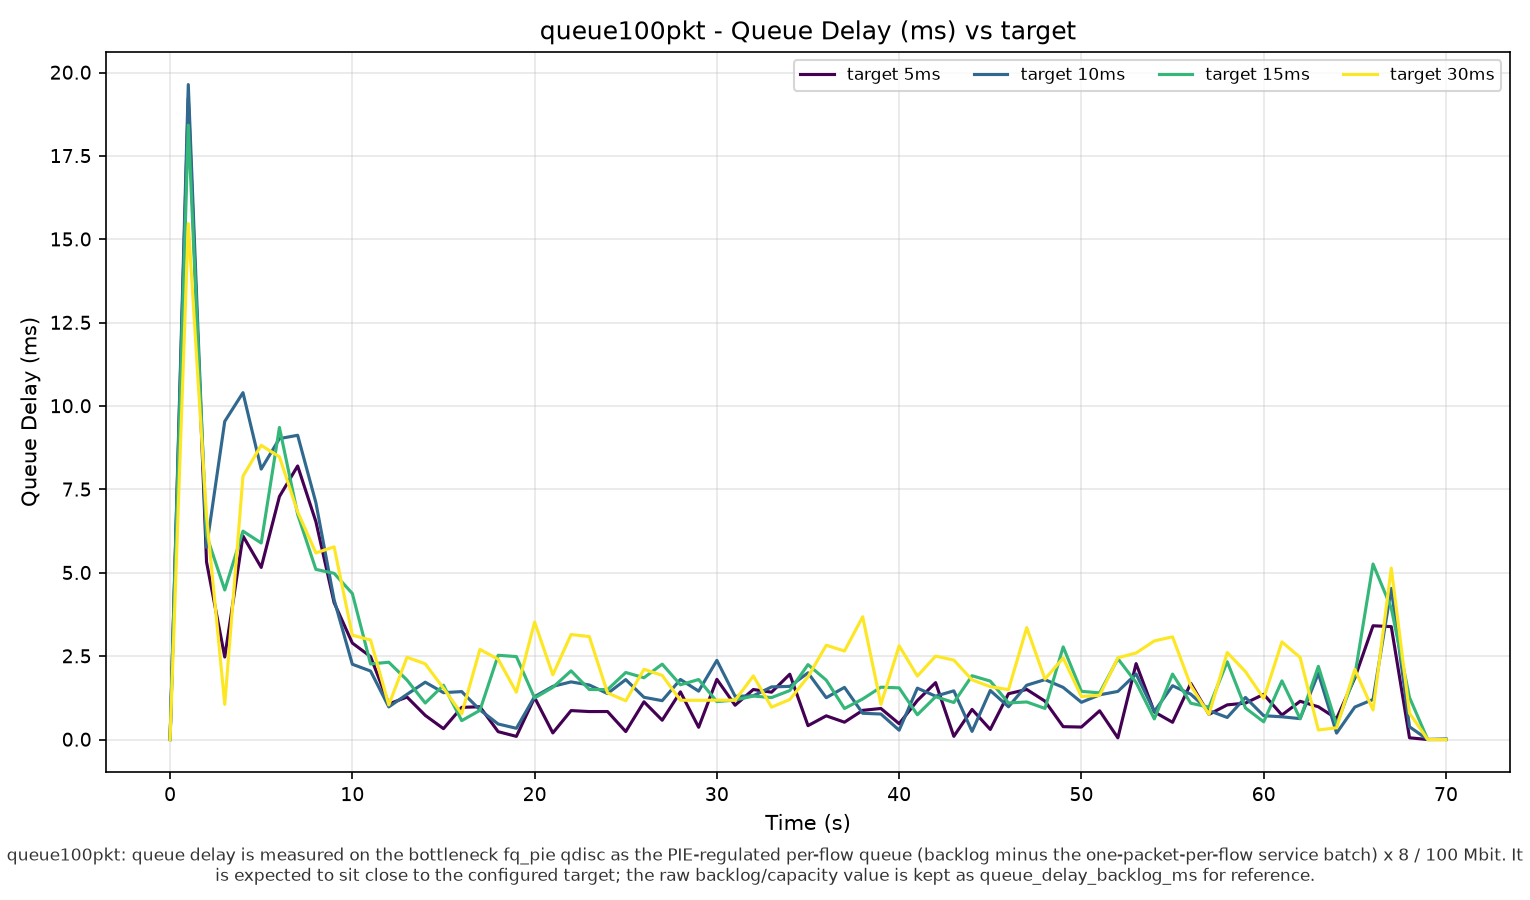 queue100pkt - Queue Delay (ms) vs target
target 5ms
target 10ms
target 15ms
target 30ms
Queue Delay (ms)
20.0
17.5
15.0
12.5
10.0
7.5
5.0
2.5
0.0
0
10
20
30
40
50
60
70
Time (s)
queue100pkt: queue delay is measured on the bottleneck fq_pie qdisc as the PIE-regulated per-flow queue (backlog minus the one-packet-per-flow service batch) x 8 / 100 Mbit. It
is expected to sit close to the configured target; the raw backlog/capacity value is kept as queue_delay_backlog_ms for reference.